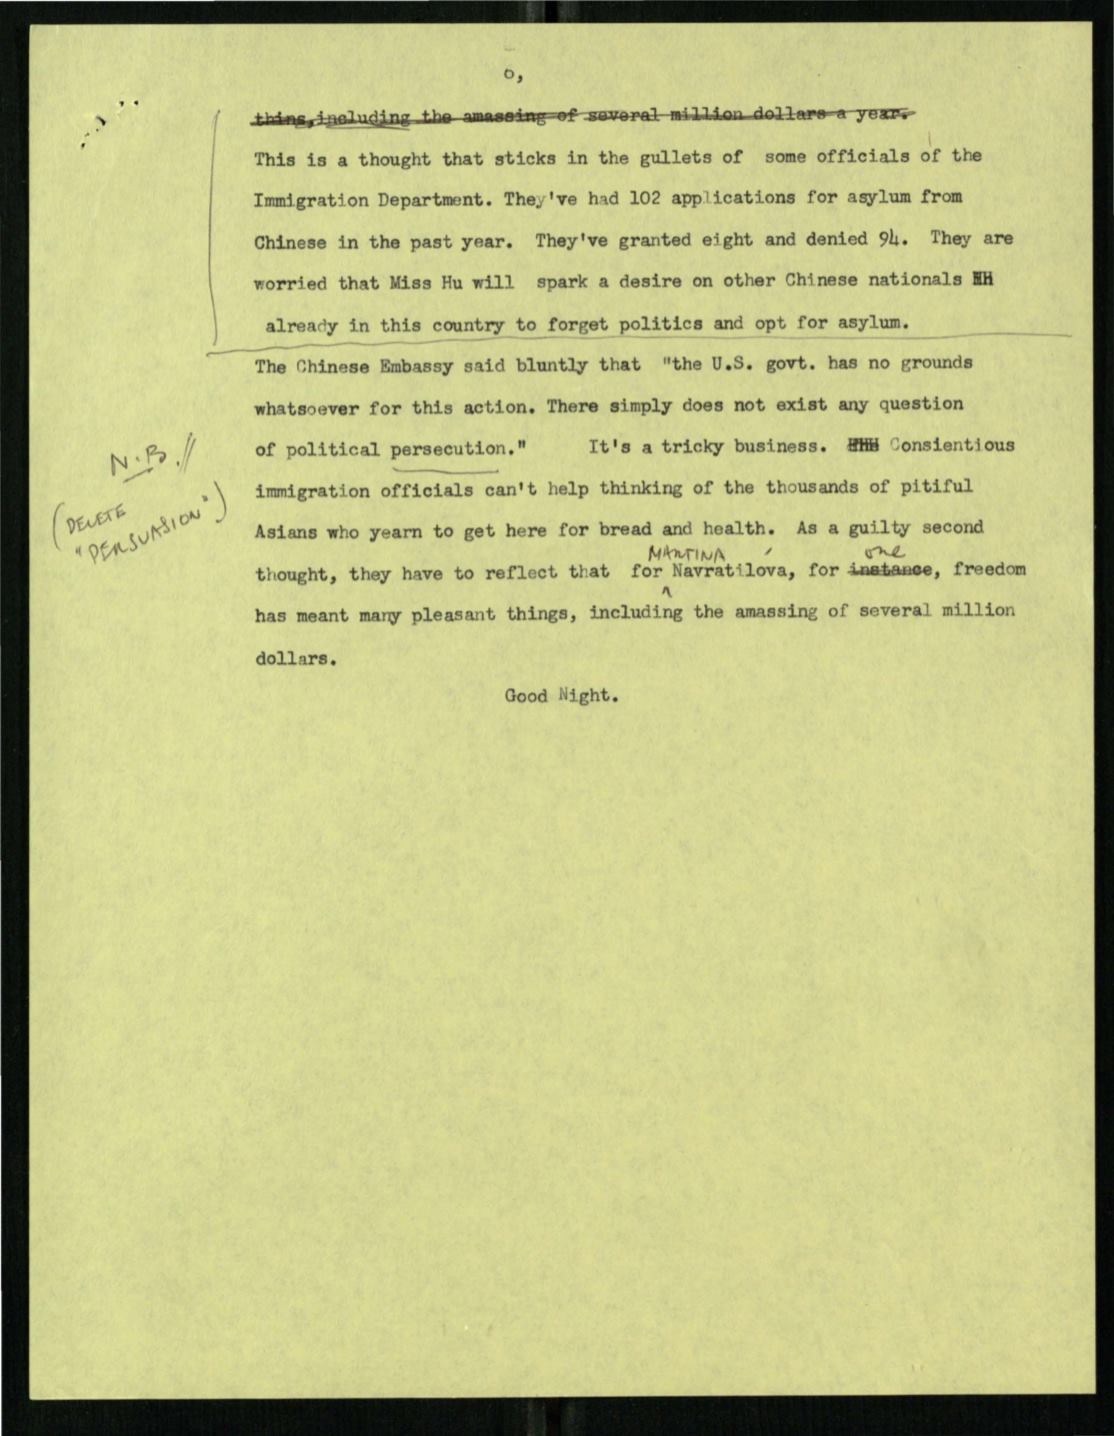 o,
thing,including the amassing of several million dollars a year.
This is a thought that sticks in the gullets of some officials of the
Immigration Department. They've had 102 applications for asylum from
Chinese in the past year. They've granted eight and denied 94. They are
worried that Miss Hu will spark a desire on other Chinese nationals HH
already in this country to forget politics and opt for asylum.
The Chinese Embassy said bluntly that "the U.S. govt. has no grounds
whatsoever for this action. There simply does not exist any question
N.B. //
of political persecution." It's a tricky business. HHH Consientious
(DELETE
"PERSUASION")
immigration officials can't help thinking of the thousands of pitiful
Asians who yearn to get here for bread and health. As a guilty second
MARTINA one
thought, they have to reflect that for Navratilóva, for instance, freedom
has meant many pleasant things, including the amassing of several million
dollars.
Good Night.